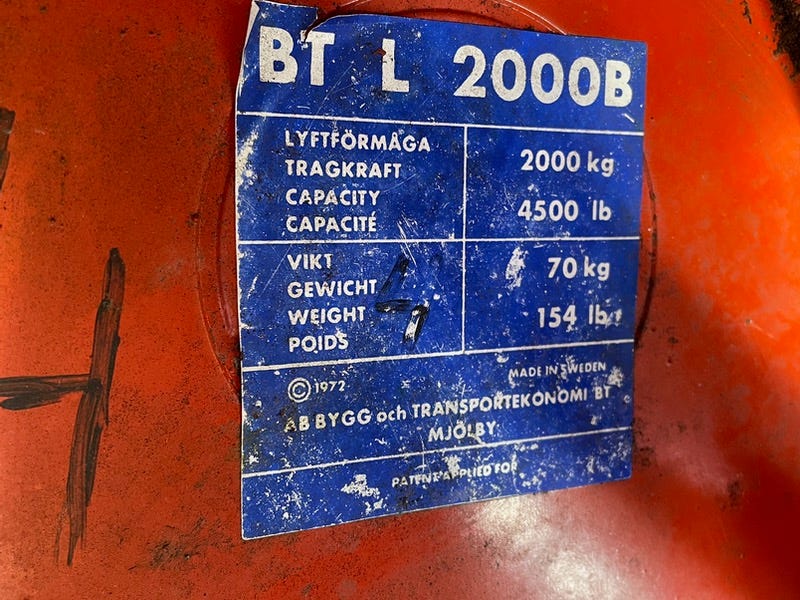 BT L 2000B
LYFTFÖRMÅGA
TRAGKRAFT
CAPACITY
CAPACITÉ
2000 kg
4500 lb
VIKT
GEWICHT
WEIGHT
POIDS
70 kg
154 lb
4
MADE IN SWEDEN
© 1972
AB BYGG och TRANSPORTEKONOMI BT
MJÖLBY
PATENT APPLIED FOR